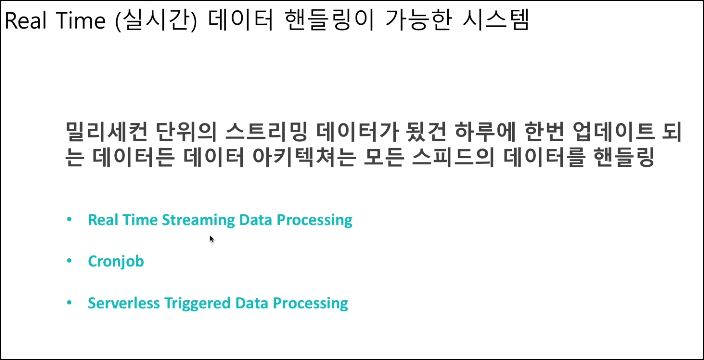 Real Time (실시간) 데이터 핸들링이 가능한 시스템
밀리세컨 단위의 스트리밍 데이터가 됬건 하루에 한번 업데이트 되
는 데이터든 데이터 아키텍쳐는 모든 스피드의 데이터를 핸들링
• Real Time Streaming Data Processing
• Cronjob
• Serverless Triggered Data Processing